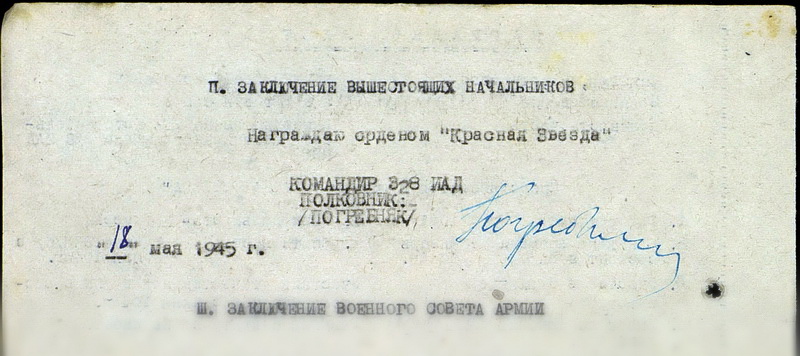 П. ЗАКЛЮЧЕНИЕ ВЫШЕСТОЯЩИХ НАЧАЛЬНИКОВ
Награждаю орденом "Красная Звезда"
КОМАНДИР 328 ИАД
ПОЛКОВНИК:
/ПОГРЕБНЯК/
Погребняк
"18" мая 1945 г.
Ш. ЗАКЛЮЧЕНИЕ ВОЕННОГО СОВЕТА АРМИИ